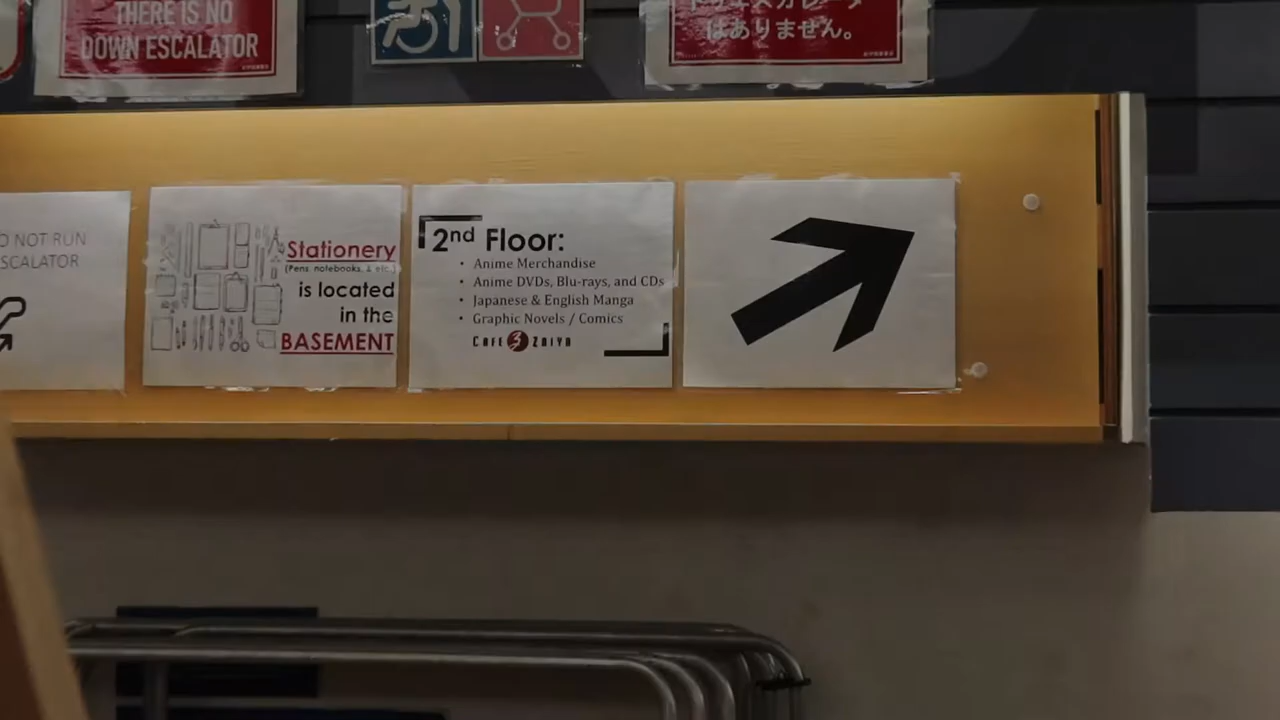 THERE IS NO
DOWN ESCALATOR
はありません。
O NOT RUN
SCALATOR
Stationery
(Pens, notebooks, & etc.)
is located
in the
BASEMENT
2nd Floor:
• Anime Merchandise
• Anime DVDs, Blu-rays, and CDs
• Japanese & English Manga
• Graphic Novels / Comics
CAFE ZAIYA